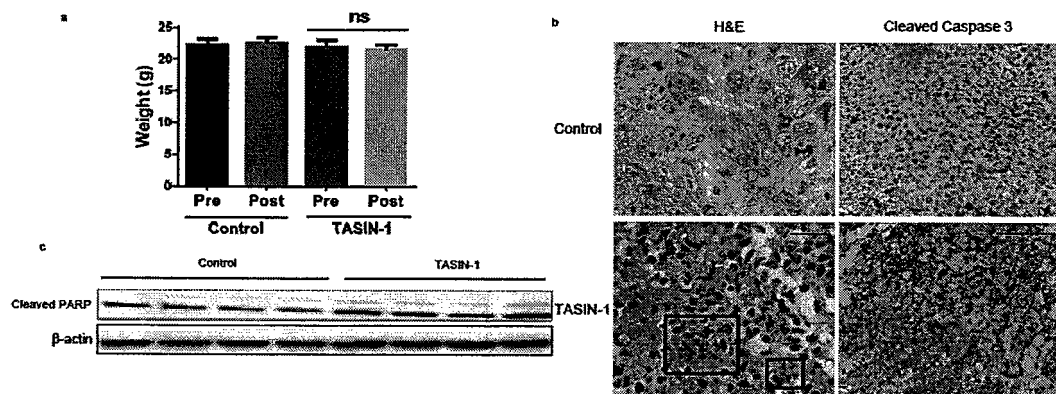 a
ns
25
20
15
10
5
0
Weight (g)
Pre Post Pre Post
Control TASIN-1
b
H&E Cleaved Caspase 3
Control
TASIN-1
c
Control TASIN-1
Cleaved PARP
β-actin